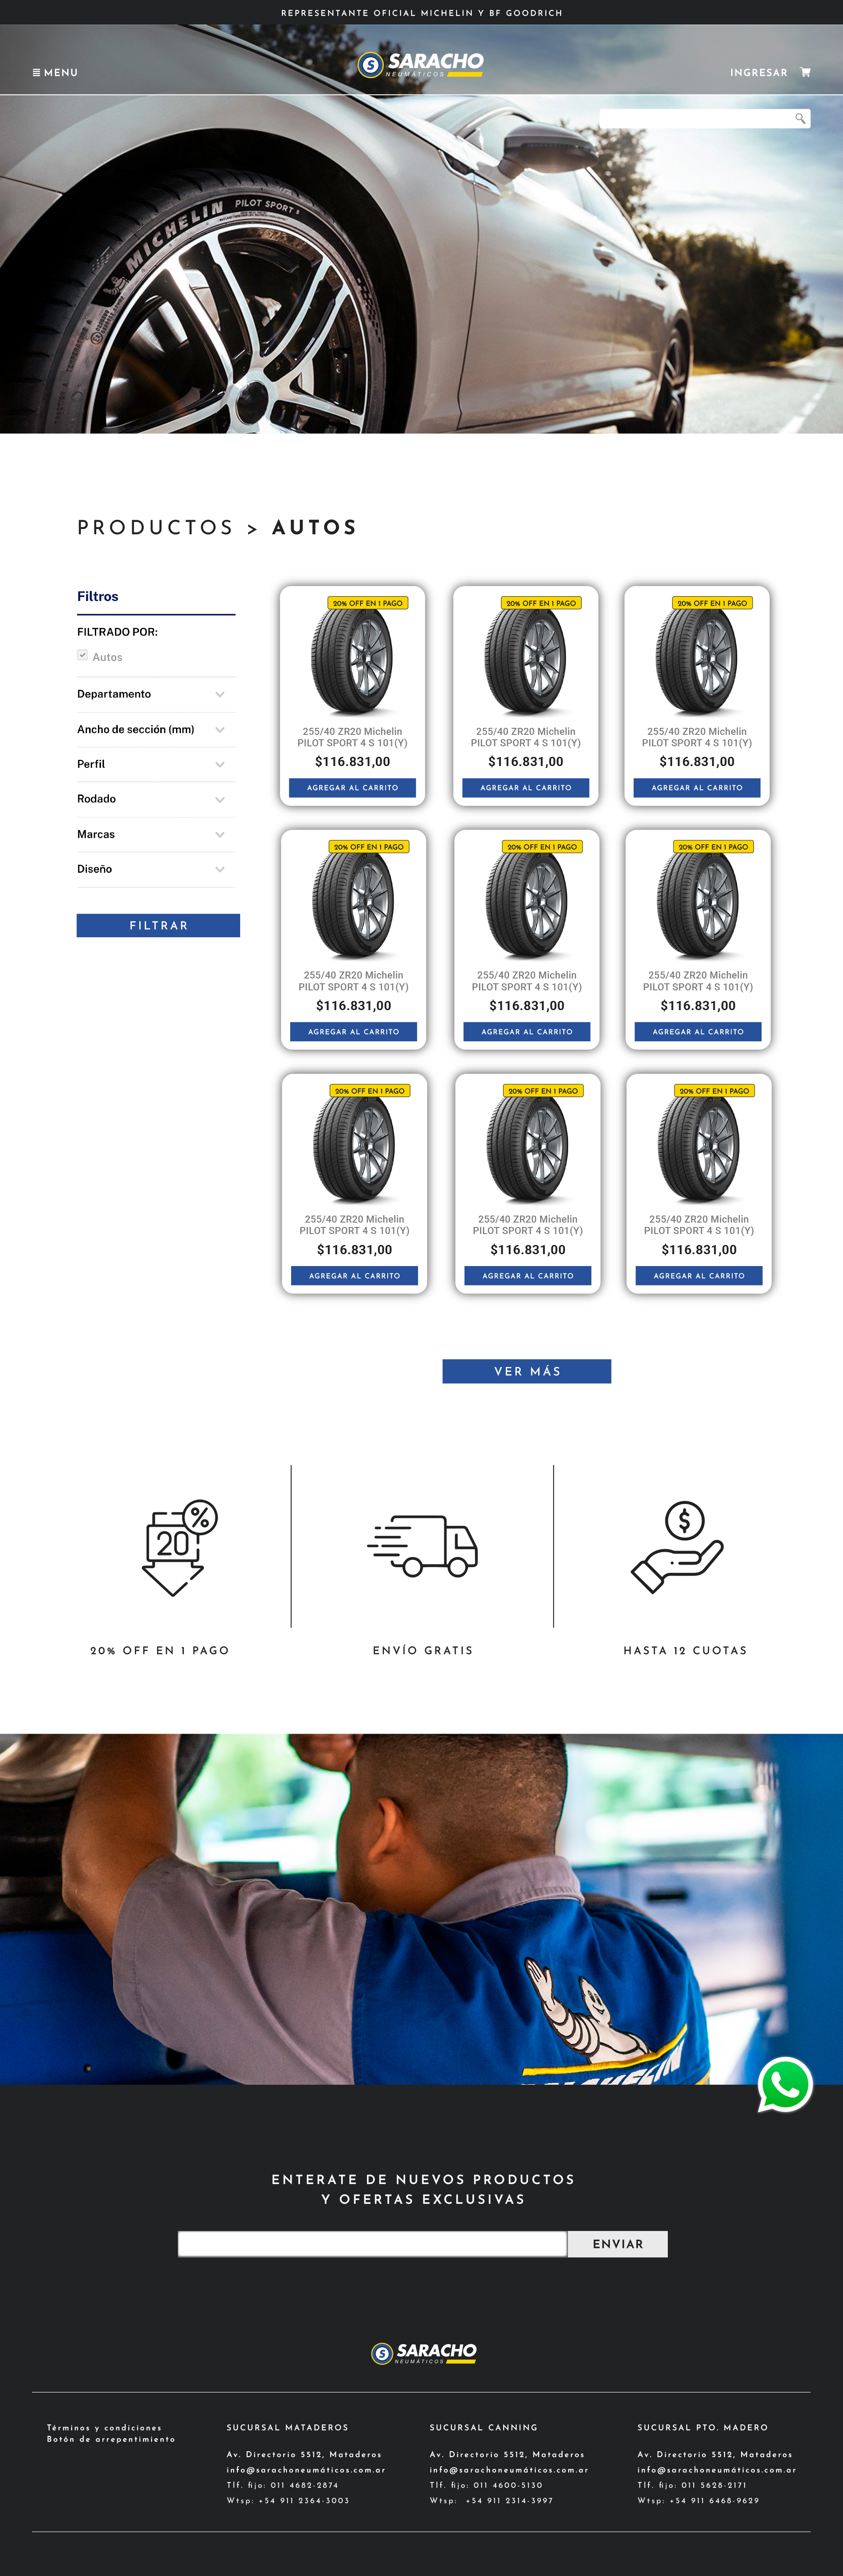 REPRESENTANTE OFICIAL MICHELIN Y BF GOODRICH
MENU
SARACHO
NEUMÁTICOS
INGRESAR
MICHELIN PILOT SPORT
PRODUCTOS > AUTOS
Filtros
FILTRADO POR:
Autos
Departamento
Ancho de sección (mm)
Perfil
Rodado
Marcas
Diseño
FILTRAR
20% OFF EN 1 PAGO
255/40 ZR20 Michelin
PILOT SPORT 4 S 101(Y)
$116.831,00
AGREGAR AL CARRITO
20% OFF EN 1 PAGO
255/40 ZR20 Michelin
PILOT SPORT 4 S 101(Y)
$116.831,00
AGREGAR AL CARRITO
20% OFF EN 1 PAGO
255/40 ZR20 Michelin
PILOT SPORT 4 S 101(Y)
$116.831,00
AGREGAR AL CARRITO
20% OFF EN 1 PAGO
255/40 ZR20 Michelin
PILOT SPORT 4 S 101(Y)
$116.831,00
AGREGAR AL CARRITO
20% OFF EN 1 PAGO
255/40 ZR20 Michelin
PILOT SPORT 4 S 101(Y)
$116.831,00
AGREGAR AL CARRITO
20% OFF EN 1 PAGO
255/40 ZR20 Michelin
PILOT SPORT 4 S 101(Y)
$116.831,00
AGREGAR AL CARRITO
20% OFF EN 1 PAGO
255/40 ZR20 Michelin
PILOT SPORT 4 S 101(Y)
$116.831,00
AGREGAR AL CARRITO
20% OFF EN 1 PAGO
255/40 ZR20 Michelin
PILOT SPORT 4 S 101(Y)
$116.831,00
AGREGAR AL CARRITO
20% OFF EN 1 PAGO
255/40 ZR20 Michelin
PILOT SPORT 4 S 101(Y)
$116.831,00
AGREGAR AL CARRITO
VER MÁS
20 %
$
20% OFF EN 1 PAGO
ENVÍO GRATIS
HASTA 12 CUOTAS
ENTERATE DE NUEVOS PRODUCTOS
Y OFERTAS EXCLUSIVAS
ENVIAR
SARACHO
NEUMÁTICOS
Términos y condiciones
Botón de arrepentimiento
SUCURSAL MATADEROS
Av. Directorio 5512, Mataderos
info@sarachoneumáticos.com.ar
Tlf. fijo: 011 4682-2874
Wtsp: +54 911 2364-3003
SUCURSAL CANNING
Av. Directorio 5512, Mataderos
info@sarachoneumáticos.com.ar
Tlf. fijo: 011 4600-5130
Wtsp: +54 911 2314-3997
SUCURSAL PTO. MADERO
Av. Directorio 5512, Mataderos
info@sarachoneumáticos.com.ar
Tlf. fijo: 011 5628-2171
Wtsp: +54 911 6468-9629